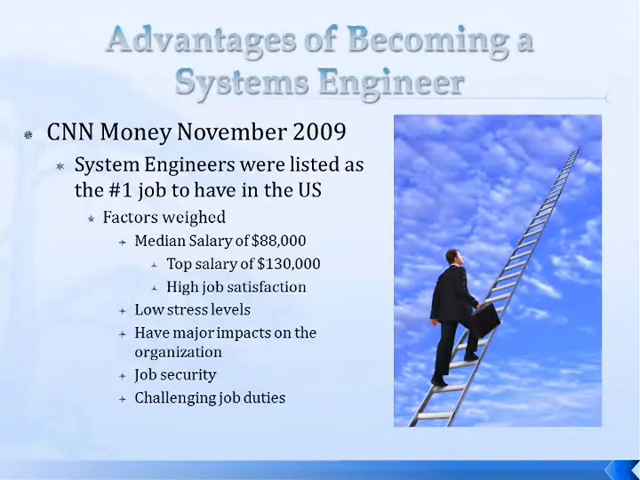 Advantages of Becoming a
Systems Engineer
CNN Money November 2009
System Engineers were listed as
the #1 job to have in the US
Factors weighed
Median Salary of $88,000
Top salary of $130,000
High job satisfaction
Low stress levels
Have major impacts on the
organization
Job security
Challenging job duties